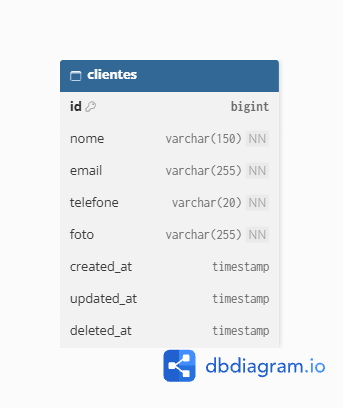 clientes
id bigint
nome varchar(150) NN
email varchar(255) NN
telefone varchar(20) NN
foto varchar(255) NN
created_at timestamp
updated_at timestamp
deleted_at timestamp
dbdiagram.io